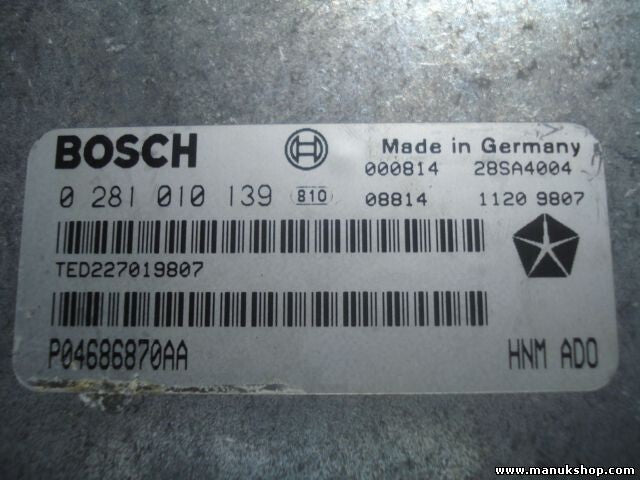 BOSCH Made in Germany
000814 28SA4004
0 281 010 139 810 08814 1120 9807
TED227019807
P04686870AA HNM ADO
www.manukshop.com